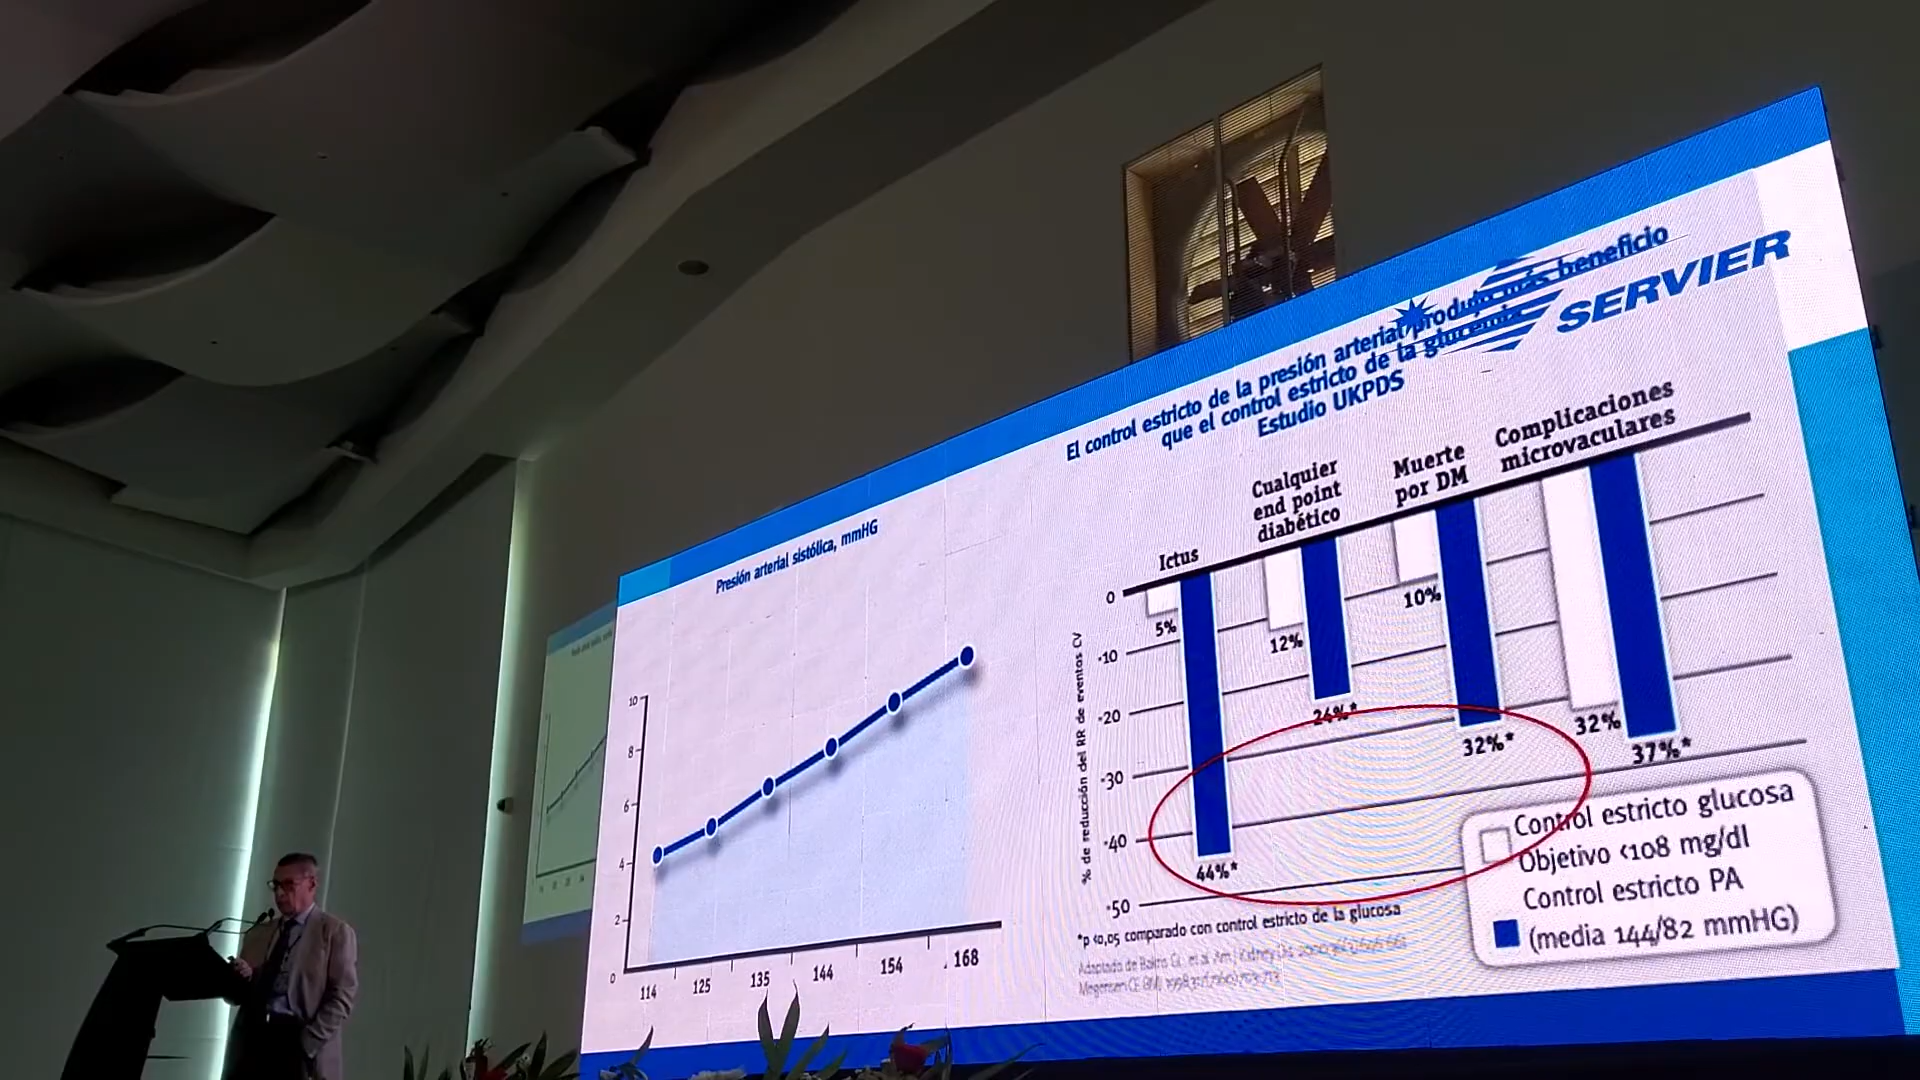 El control estricto de la presión arterial produjo más beneficio
que el control estricto de la glucemia
Estudio UKPDS
SERVIER
Presión arterial sistólica, mmHG
10
8
6
4
2
0
114
125
135
144
154
168
Ictus
Cualquier
end point
diabético
Muerte
por DM
Complicaciones
microvaculares
% de reducción del RR de eventos CV
0
-10
-20
-30
-40
-50
5%
44%*
12%
24%*
10%
32%*
32%
37%*
Control estricto glucosa
Objetivo <108 mg/dl
Control estricto PA
(media 144/82 mmHG)
*p <0,05 comparado con control estricto de la glucosa